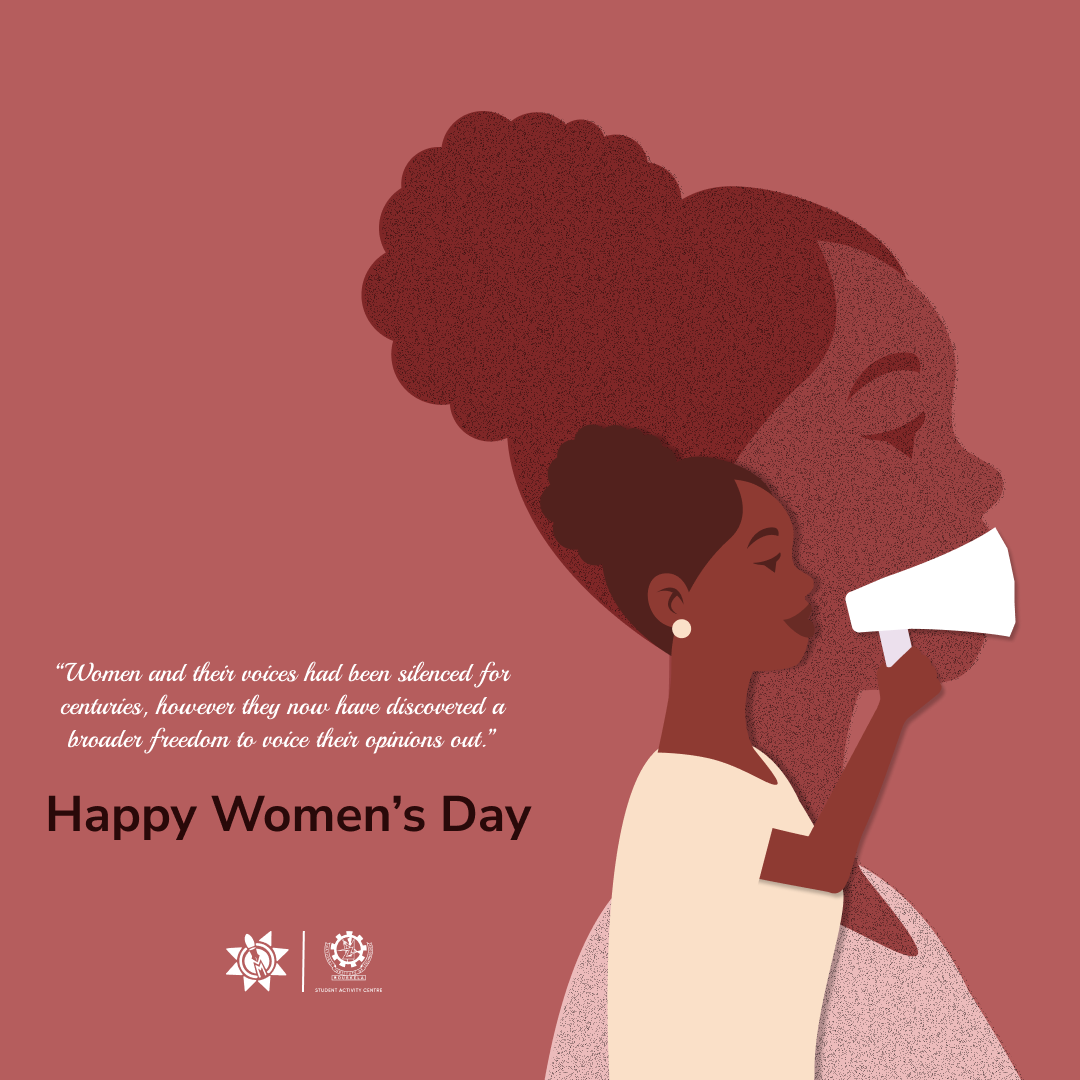 “Women and their voices had been silenced for
centuries, however they now have discovered a
broader freedom to voice their opinions out.”
Happy Women’s Day
ROURKELA
STUDENT ACTIVITY CENTRE